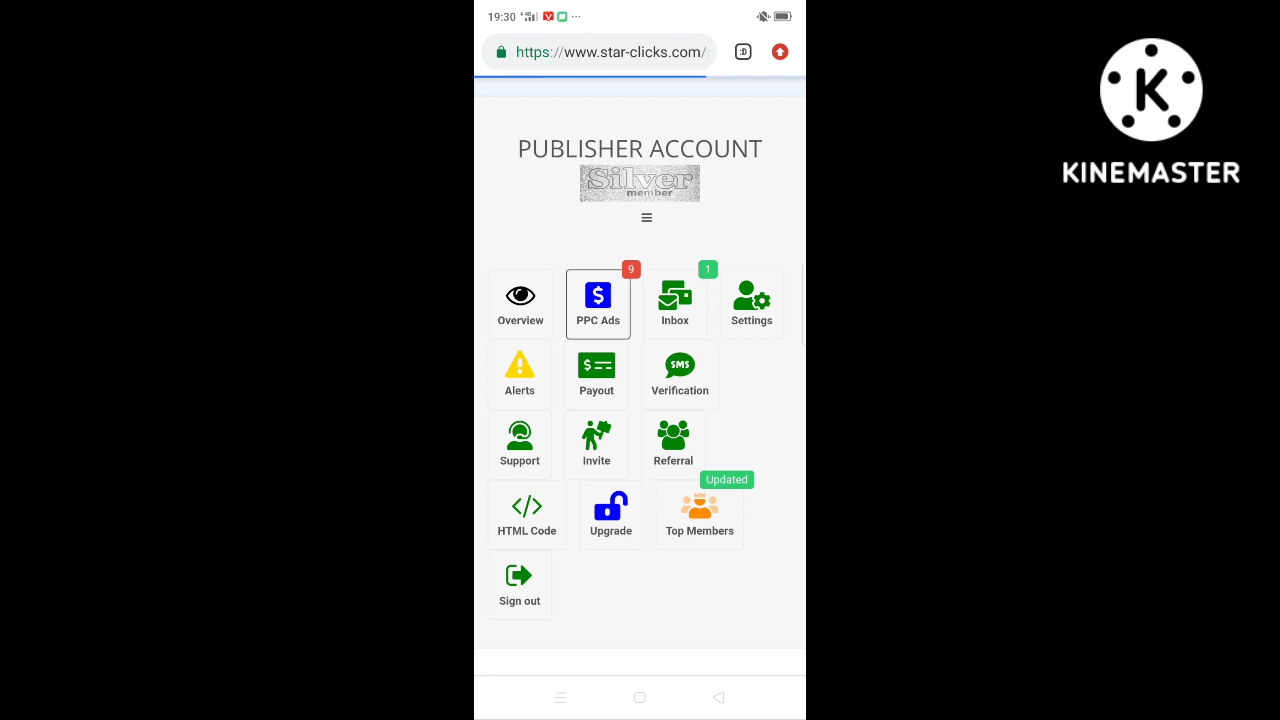 19:30
https://www.star-clicks.com/
:D
K
KINEMASTER
PUBLISHER ACCOUNT
Silver
member
9
1
Overview
PPC Ads
Inbox
Settings
SMS
Alerts
Payout
Verification
Support
Invite
Referral
Updated
HTML Code
Upgrade
Top Members
Sign out